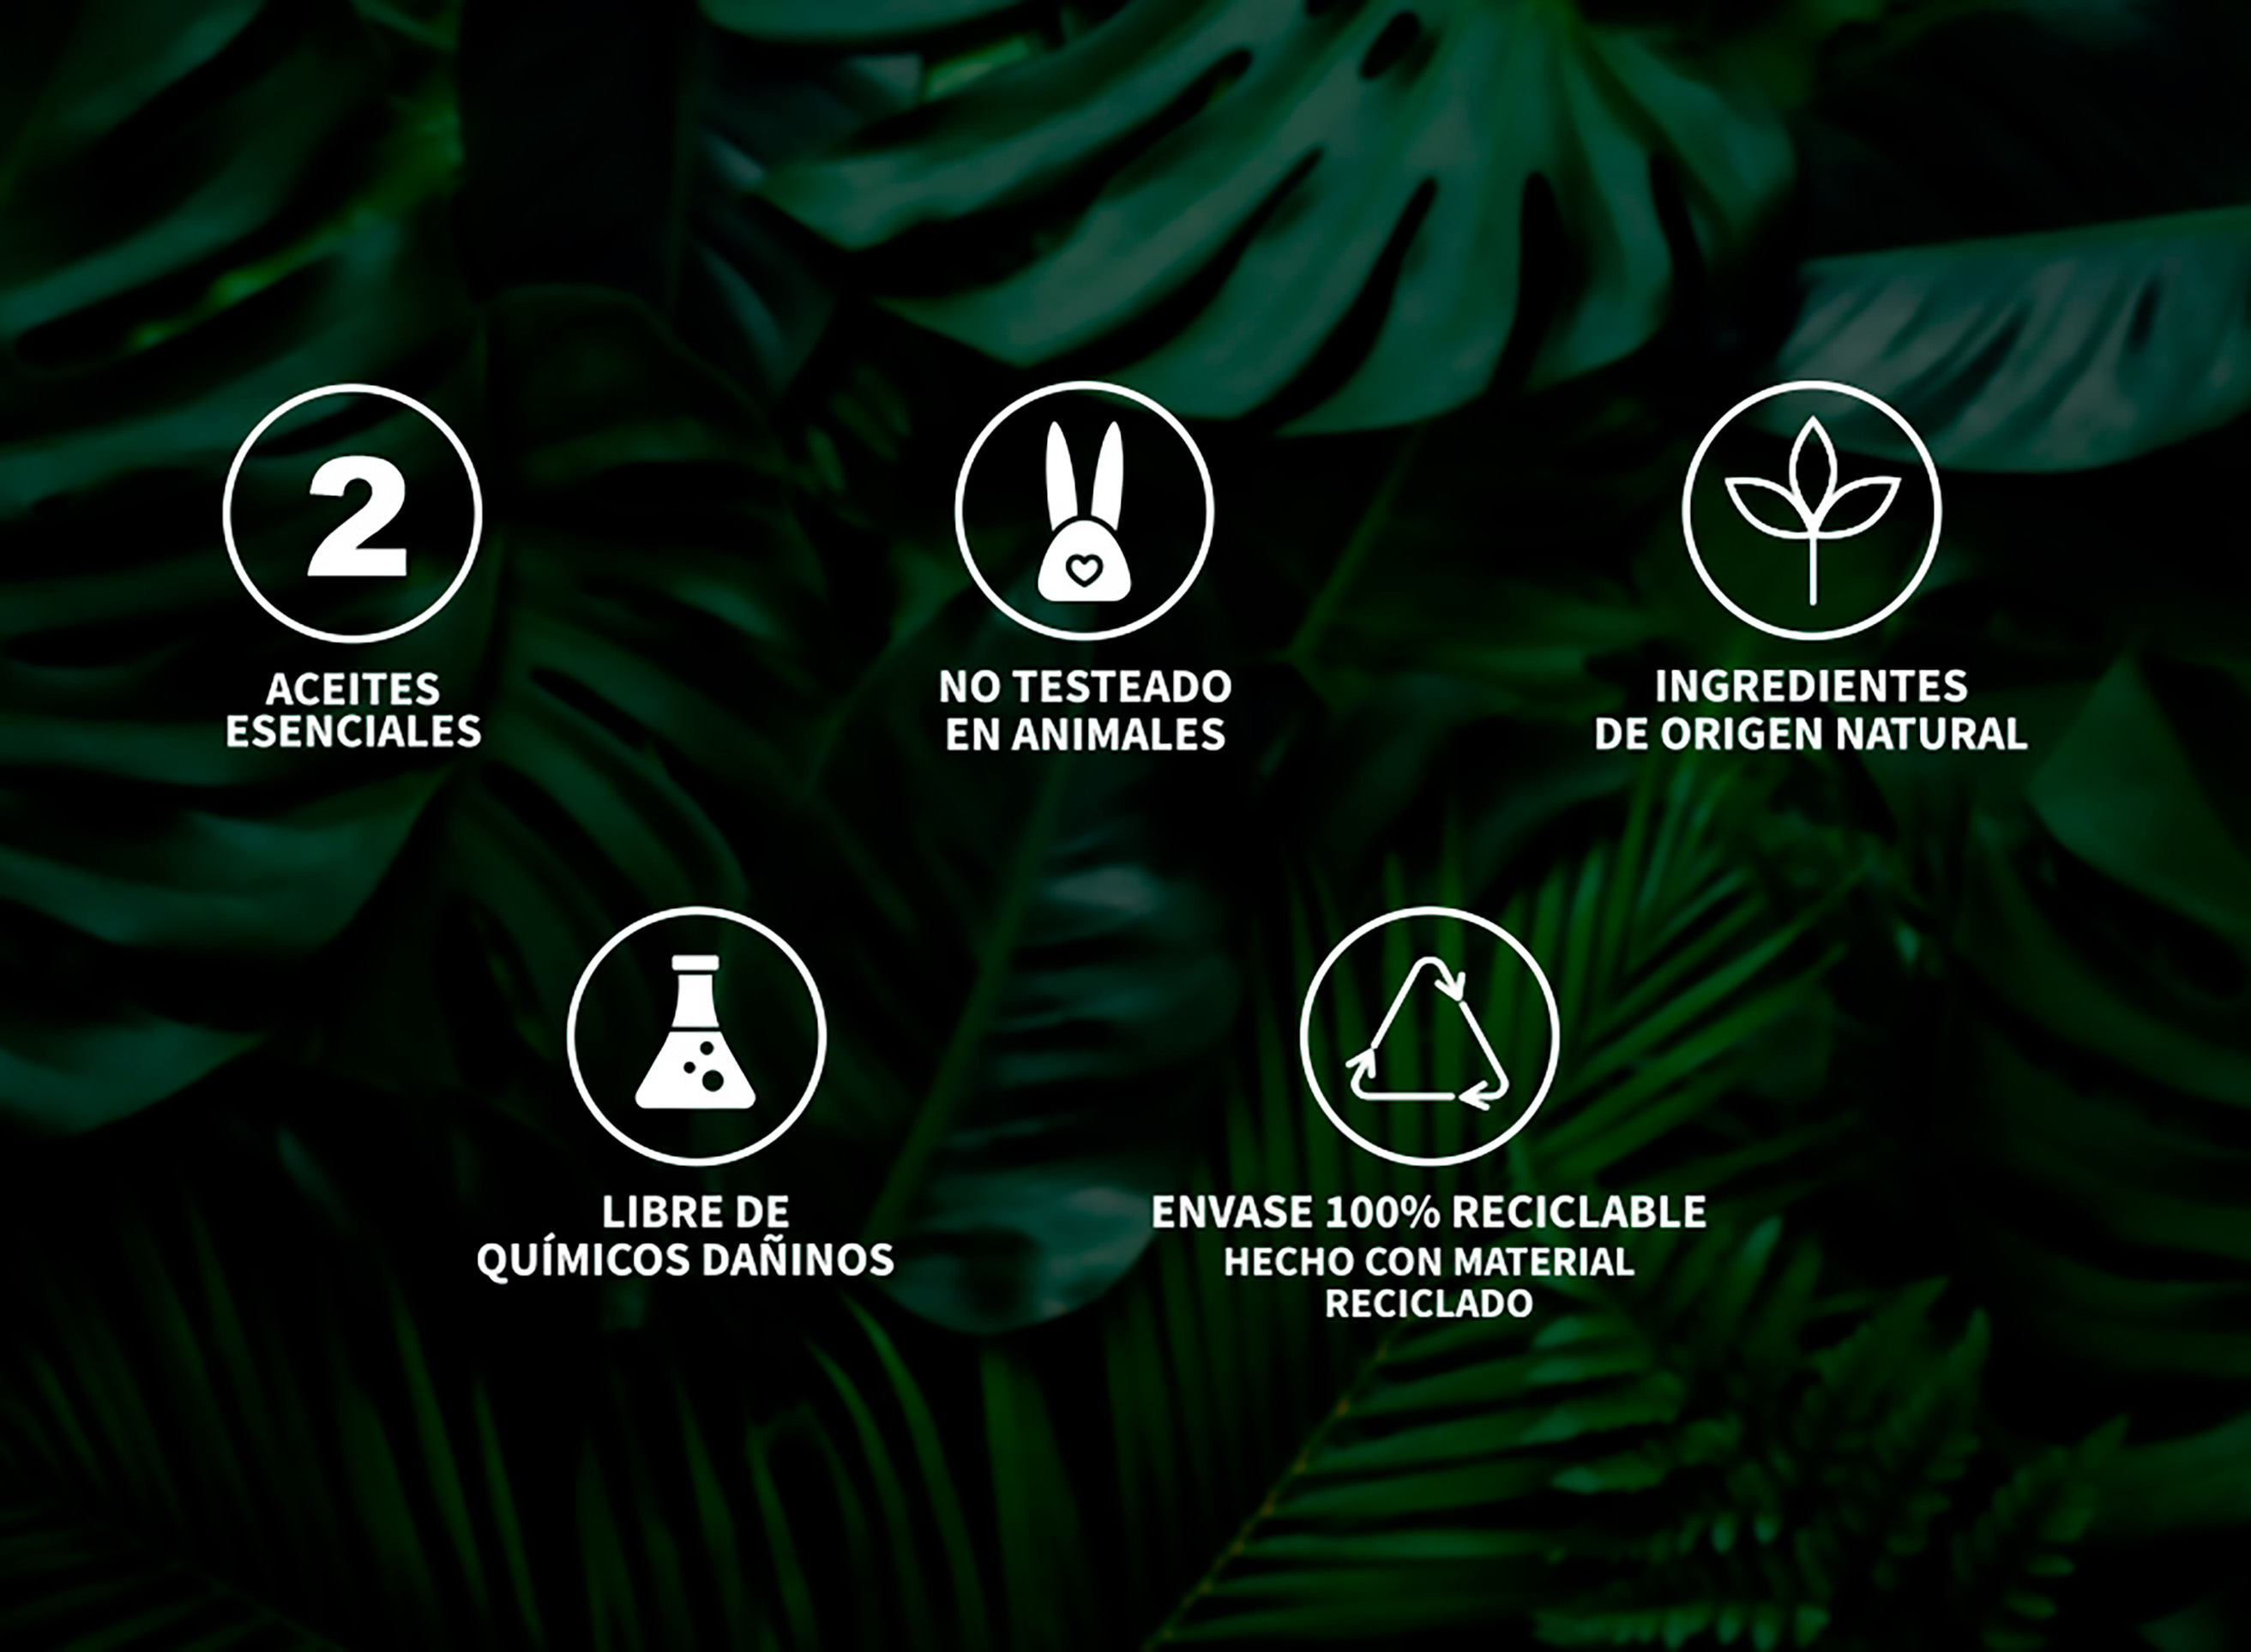 2
ACEITES
ESENCIALES
NO TESTEADO
EN ANIMALES
INGREDIENTES
DE ORIGEN NATURAL
LIBRE DE
QUÍMICOS DAÑINOS
ENVASE 100% RECICLABLE
HECHO CON MATERIAL
RECICLADO